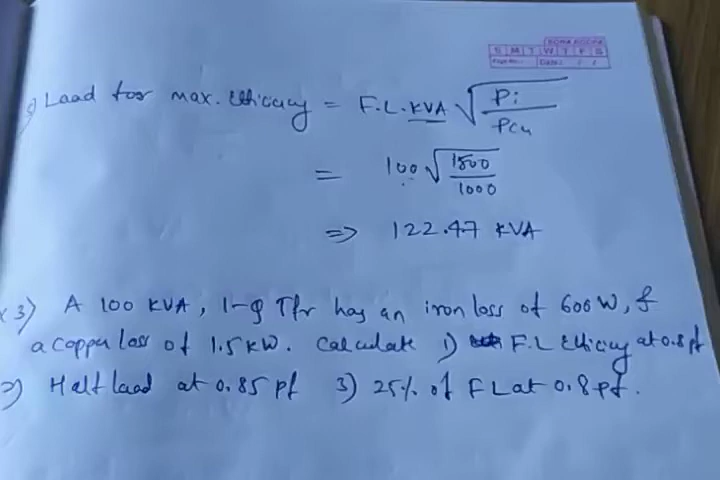 S M T W T F S
Load for max. Efficiency = F.L. KVA √ Pi / Pcu
= 100 √ 1500 / 1000
⇒ 122.47 KVA
3) A 100 KVA, 1-φ Tfr has an iron loss of 600 W, &
a copper loss of 1.5 KW. Calculate 1) F.L Efficiency at 0.8 pf
2) Half load at 0.85 pf 3) 25% of FL at 0.8 pf.